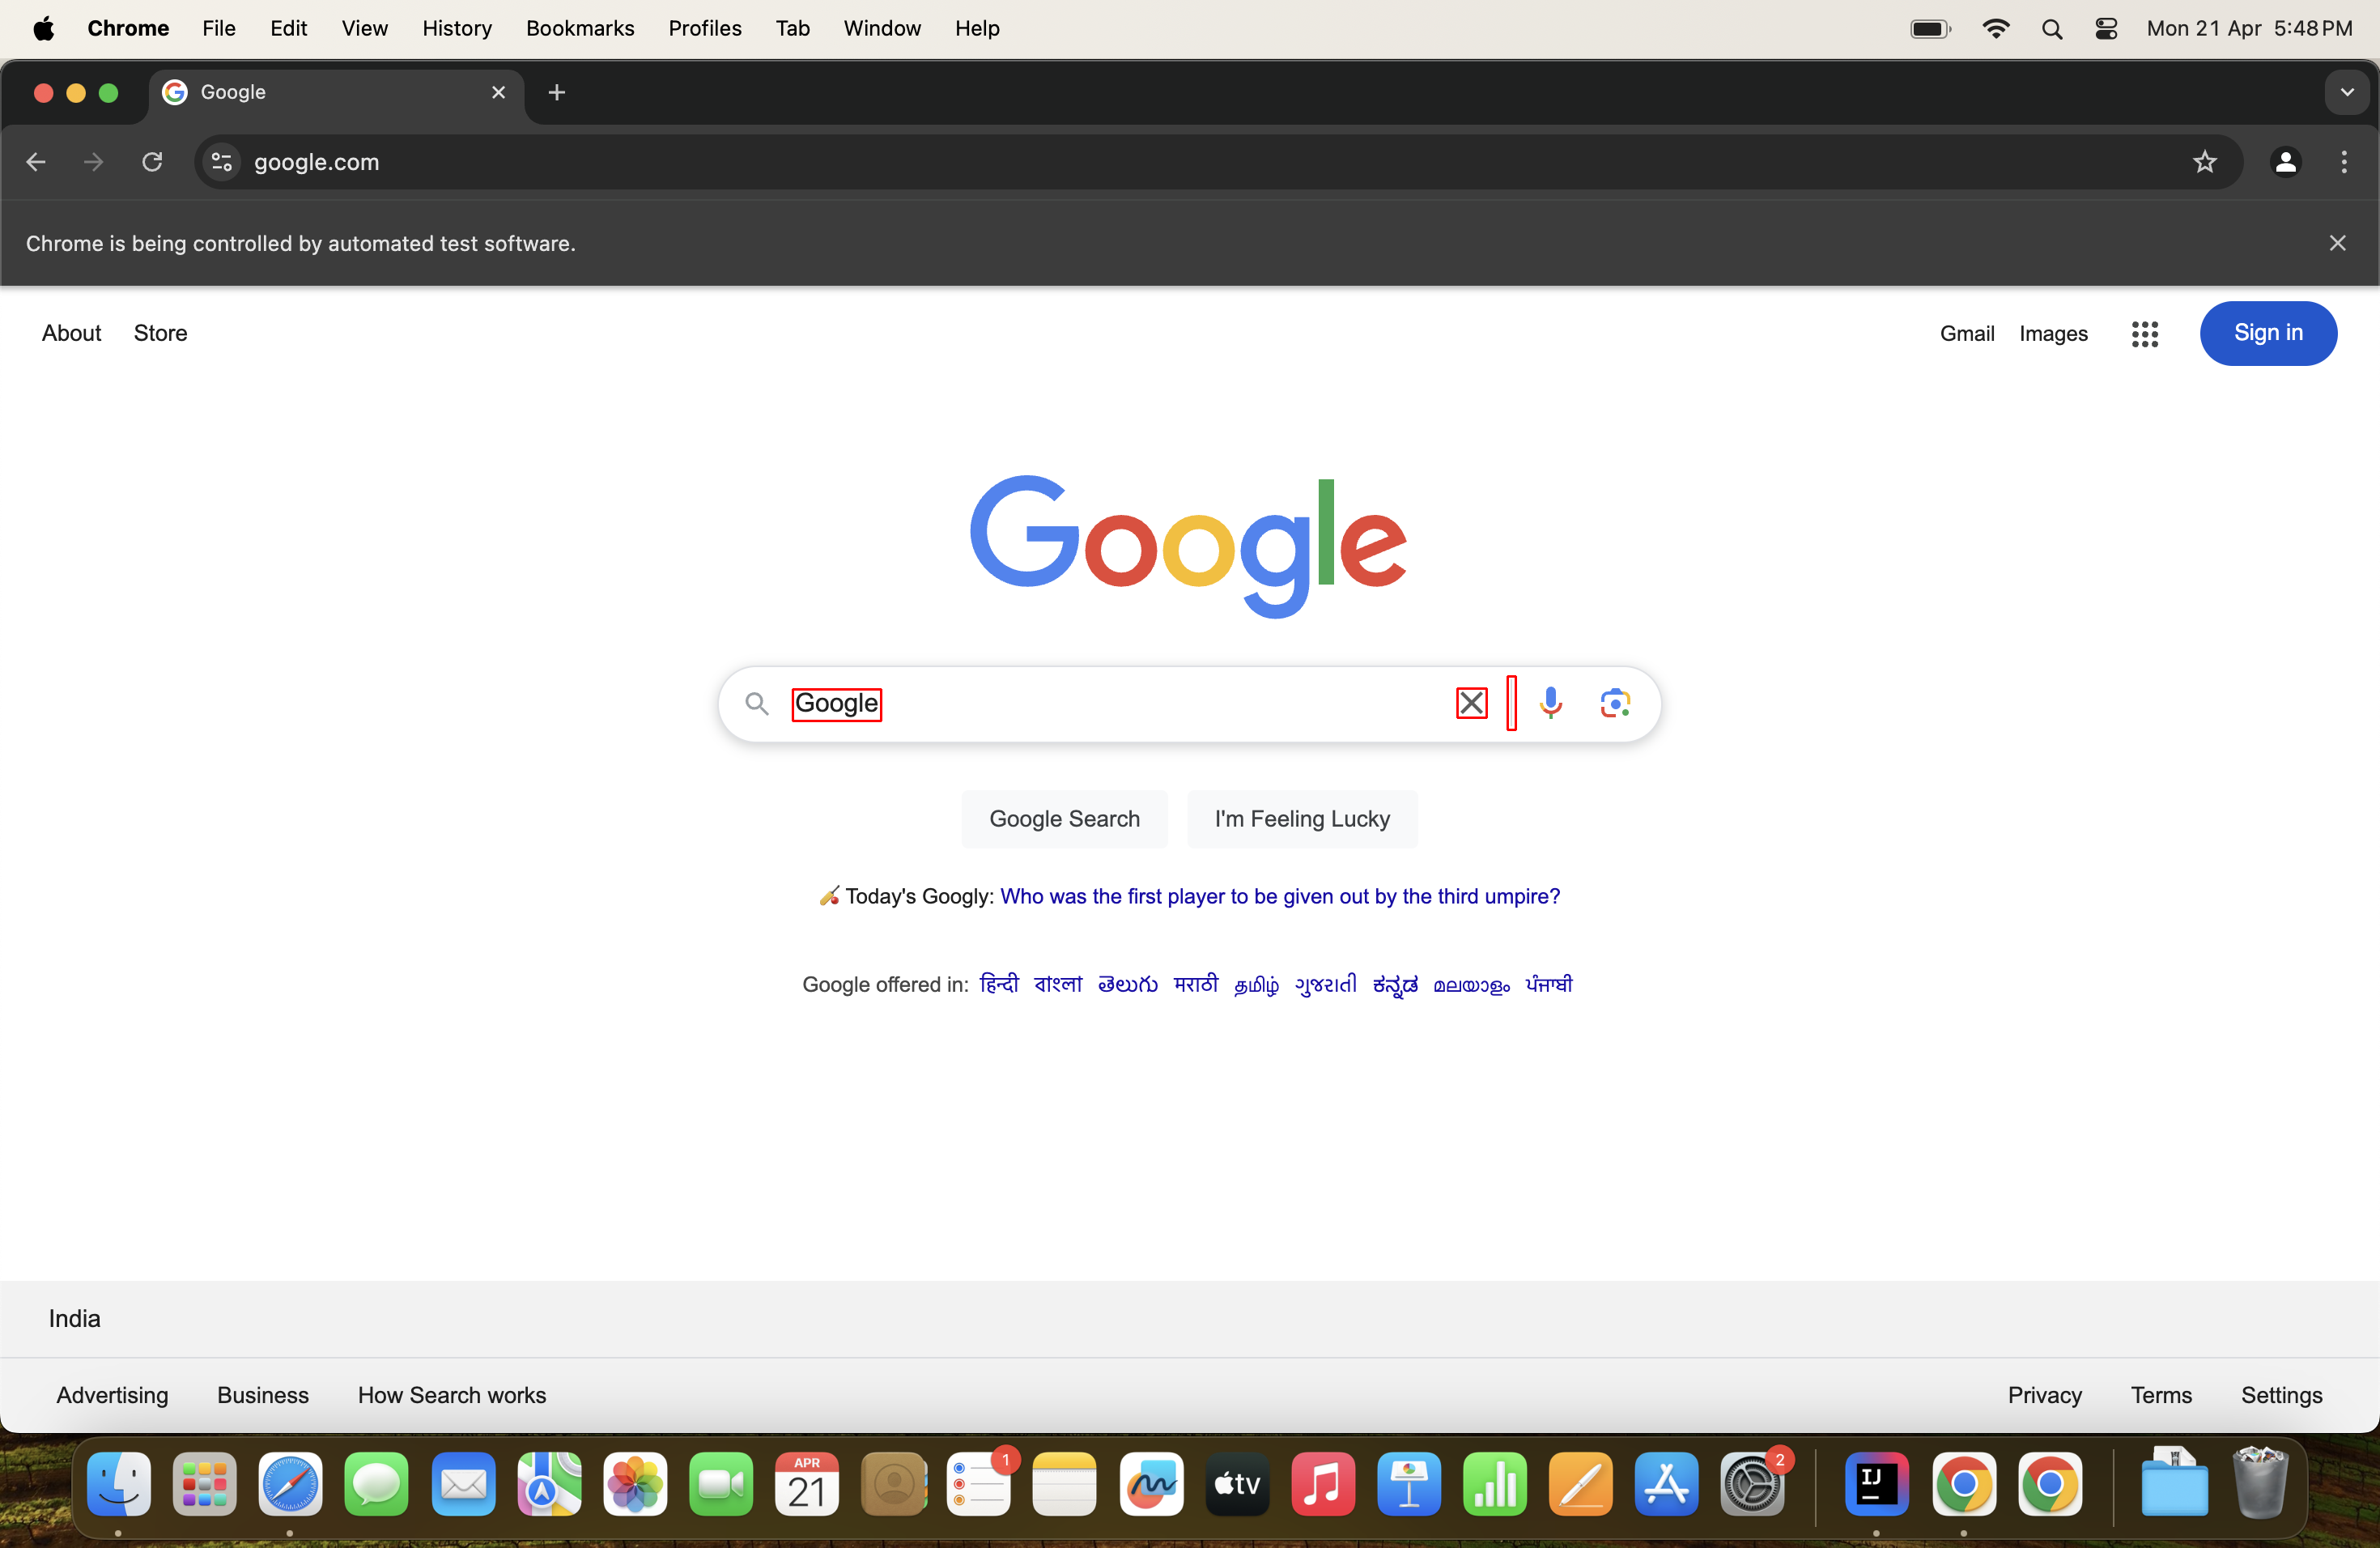 Chrome File Edit View History Bookmarks Profiles Tab Window Help Mon 21 Apr 5:48 PM
Google
google.com
Chrome is being controlled by automated test software.
About Store Gmail Images Sign in
Google
Google
Google Search I'm Feeling Lucky
Today's Googly: Who was the first player to be given out by the third umpire?
Google offered in: हिन्दी বাংলা తెలుగు मराठी தமிழ் ગુજરાતી ಕನ್ನಡ മലയാളം ਪੰਜਾਬੀ
India
Advertising Business How Search works Privacy Terms Settings
APR 21 1 tv 2 IJ